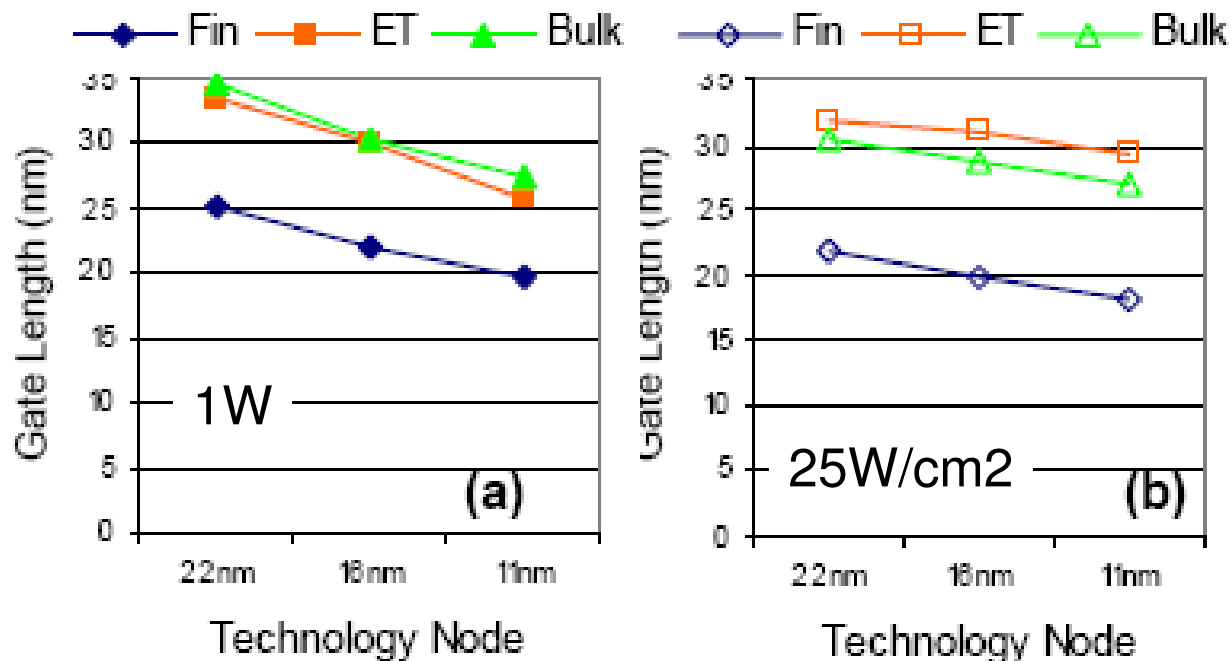 Fin ET Bulk
Gate Length (nm)
35
30
25
20
15
10
5
0
1W
(a)
22nm 16nm 11nm
Technology Node
Fin ET Bulk
Gate Length (nm)
35
30
25
20
15
10
5
0
25W/cm2
(b)
22nm 16nm 11nm
Technology Node